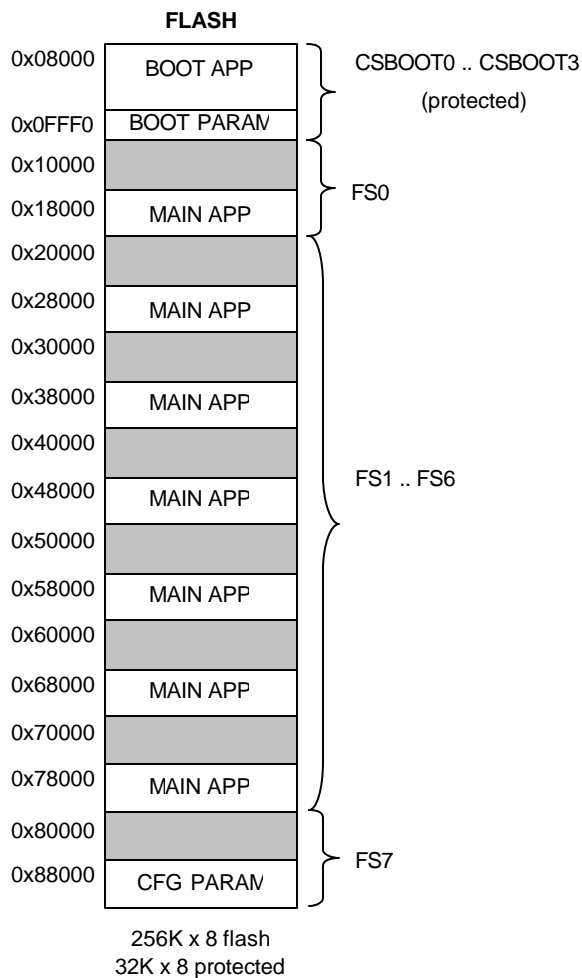 FLASH
0x08000
BOOT APP
CSBOOT0 .. CSBOOT3
(protected)
0x0FFF0
BOOT PARAM
0x10000
FS0
0x18000
MAIN APP
0x20000
0x28000
MAIN APP
0x30000
0x38000
MAIN APP
0x40000
0x48000
MAIN APP
FS1 .. FS6
0x50000
0x58000
MAIN APP
0x60000
0x68000
MAIN APP
0x70000
0x78000
MAIN APP
0x80000
FS7
0x88000
CFG PARAM
256K x 8 flash
32K x 8 protected